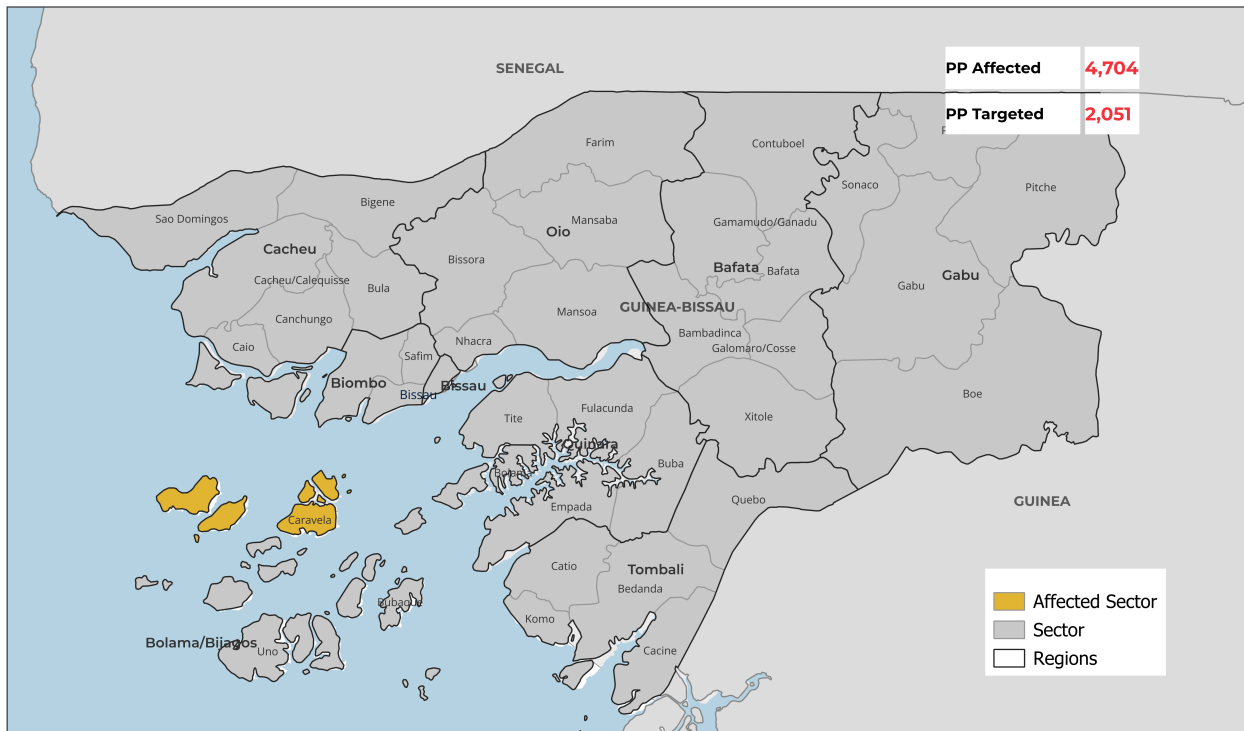 SENEGAL
PP Affected 4,704
PP Targeted 2,051
Farim
Contuboel
Sonaco
Pitche
Bigene
Sao Domingos
Mansaba
Gamamudo/Ganadu
Oio
Cacheu
Bissora
Bafata
Bafata
Gabu
Gabu
Cacheu/Calequisse
Bula
GUINEA-BISSAU
Mansoa
Canchungo
Bambadinca
Nhacra
Caio
Galomaro/Cosse
Safim
Biombo
Bissau
Bissau
Boe
Fulacunda
Tite
Xitole
Quinara
Buba
Bolama
Quebo
GUINEA
Empada
Caravela
Catio
Tombali
Bedanda
Bubaque
Komo
Bolama/Bijagos
Uno
Cacine
Affected Sector
Sector
Regions